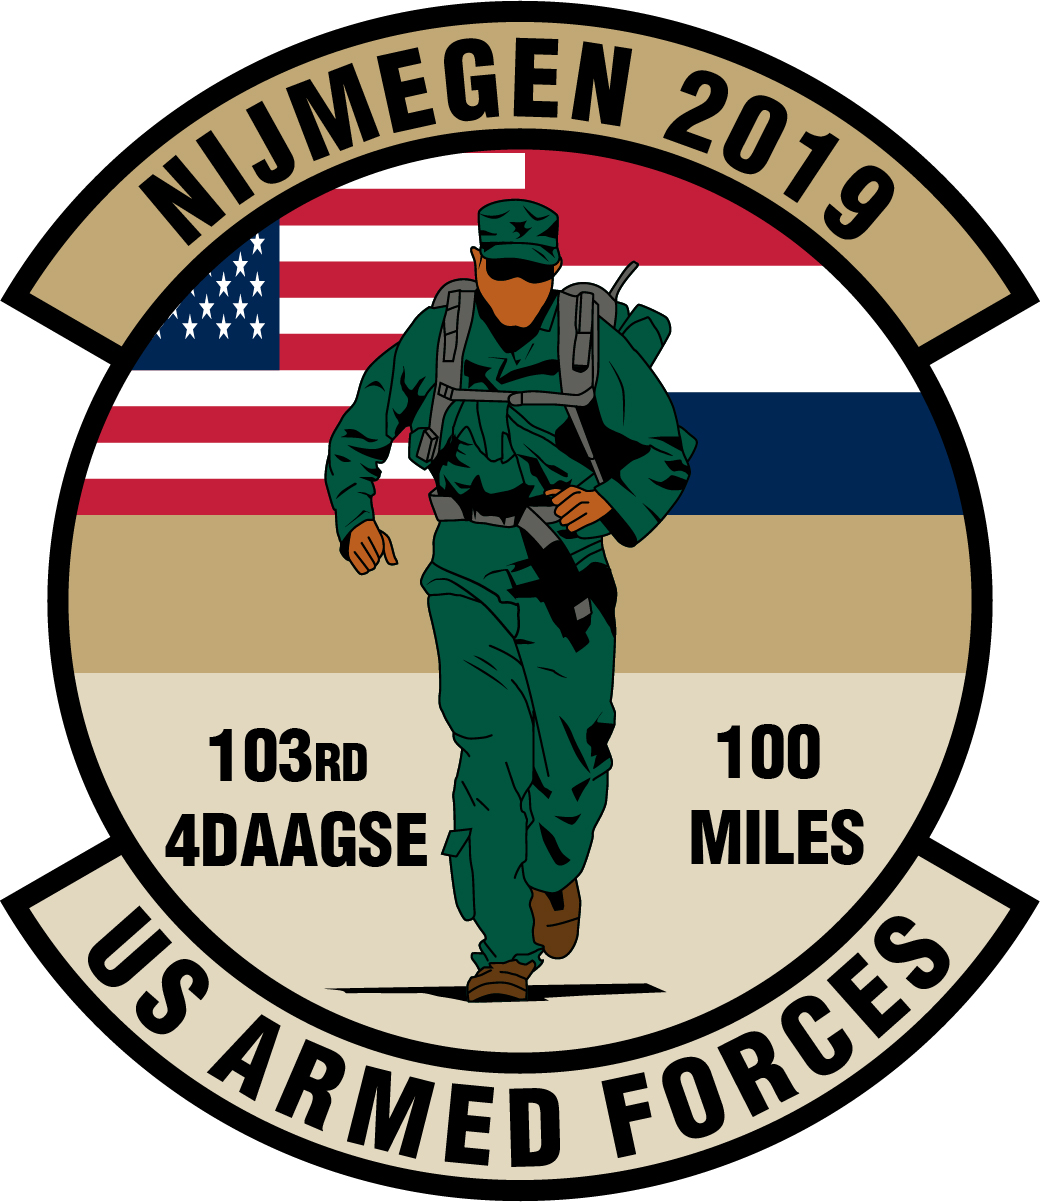 NIJMEGEN 2019
103RD
4DAAGSE
100
MILES
US ARMED FORCES